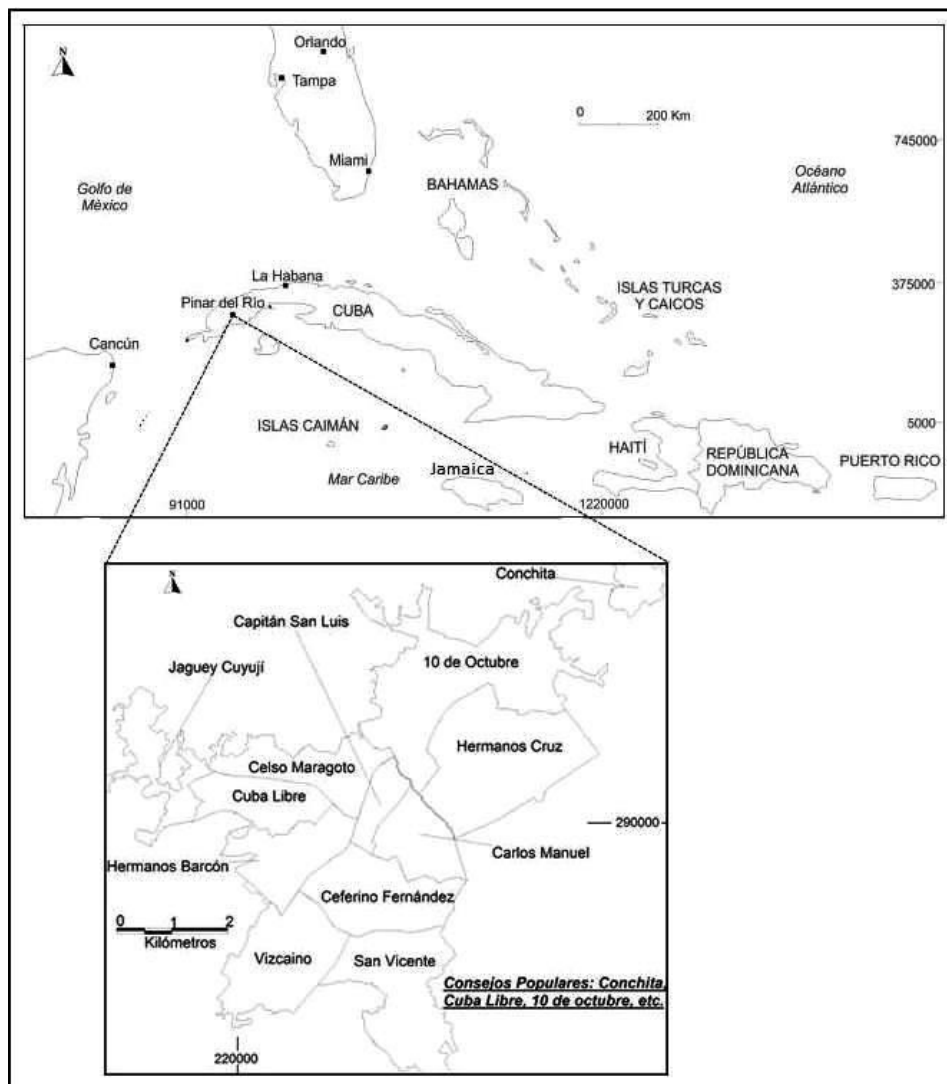 N
Orlando
Tampa
0 200 Km
745000
Miami
Golfo de
Mèxico
BAHAMAS
Océano
Atlántico
La Habana
375000
ISLAS TURCAS
Y CAICOS
Pinar del Río
CUBA
Cancún
5000
ISLAS CAIMÁN
HAITÍ
REPÚBLICA
DOMINICANA
PUERTO RICO
Jamaica
Mar Caribe
91000
1220000
N
Conchita
Capitán San Luis
10 de Octubre
Jaguey Cuyují
Hermanos Cruz
Celso Maragoto
Cuba Libre
290000
Carlos Manuel
Hermanos Barcón
Ceferino Fernández
0 1 2
Kilómetros
Vizcaino
San Vicente
Consejos Populares: Conchita,
Cuba Libre, 10 de octubre, etc.
220000